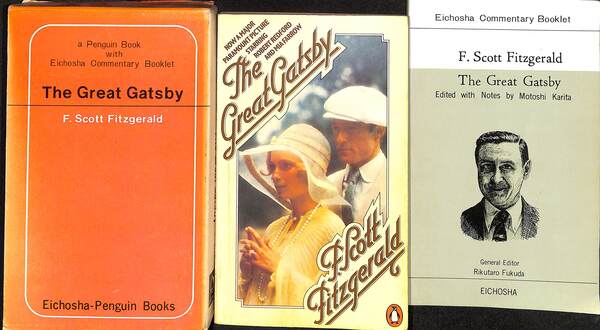 a Penguin Book
with
Eichosha Commentary Booklet
The Great Gatsby
F. Scott Fitzgerald
Eichosha-Penguin Books
NOW A MAJOR
PARAMOUNT PICTURE
STARRING
ROBERT REDFORD
AND MIA FARROW
The
Great Gatsby
F. Scott
Fitzgerald
Eichosha Commentary Booklet
F. Scott Fitzgerald
The Great Gatsby
Edited with Notes by Motoshi Karita
General Editor
Rikutaro Fukuda
EICHOSHA